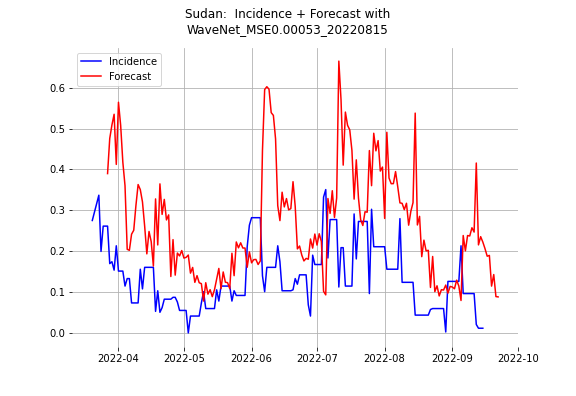 Sudan:  Incidence + Forecast with
WaveNet_MSE0.00053_20220815
Incidence
Forecast
0.6
0.5
0.4
0.3
0.2
0.1
0.0
2022-04 2022-05 2022-06 2022-07 2022-08 2022-09 2022-10